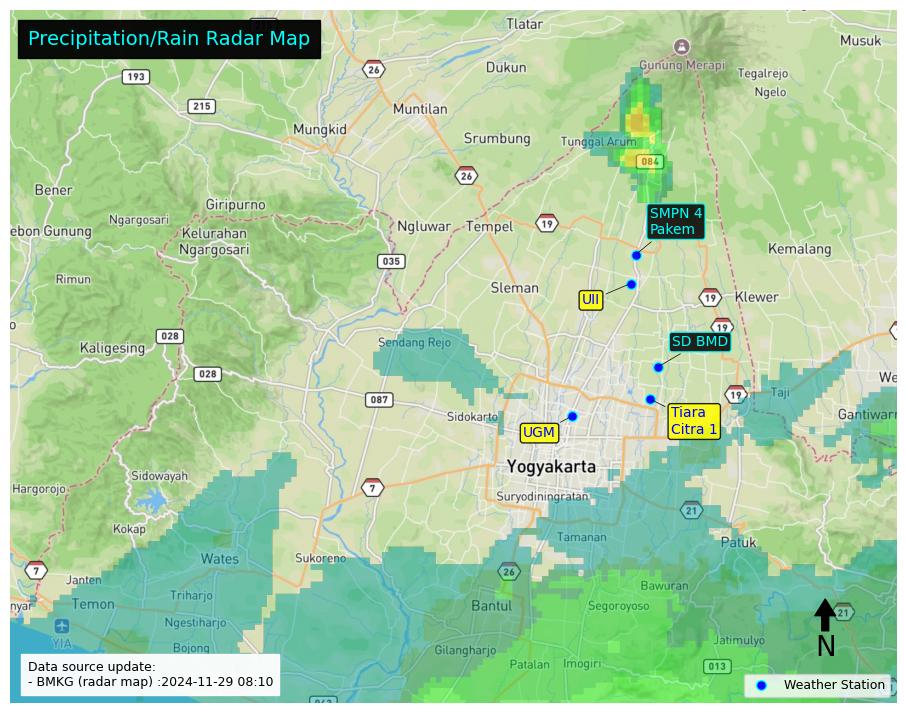 Precipitation/Rain Radar Map
Tlatar
Musuk
26
Gunung Merapi
193
Dukun
Tegalrejo
Ngelo
215
Muntilan
Mungkid
Srumbung
Tunggal Arum
084
26
Bener
Giripurno
SMPN 4
Pakem
Ngargosari
ebon Gunung
Kelurahan
Ngargosari
Ngluwar
Tempel
19
Kemalang
035
Rimun
Sleman
UII
19
Klewer
19
028
Kaligesing
Sendang Rejo
SD BMD
We
028
087
19
Taji
Sidokarto
Tiara
Citra 1
Gantiwarn
UGM
Yogyakarta
Sidowayah
Hargorojo
7
Suryodiningratan
21
Kokap
Tamanan
Patuk
Wates
Sukoreno
7
26
Janten
Bawuran
Triharjo
nyar
Temon
Bantul
Segoroyoso
21
Ngestiharjo
YIA
Bojong
Gilangharjo
Jatimulyo
N
Patalan
Imogiri
013
Data source update:
- BMKG (radar map) :2024-11-29 08:10
Weather Station